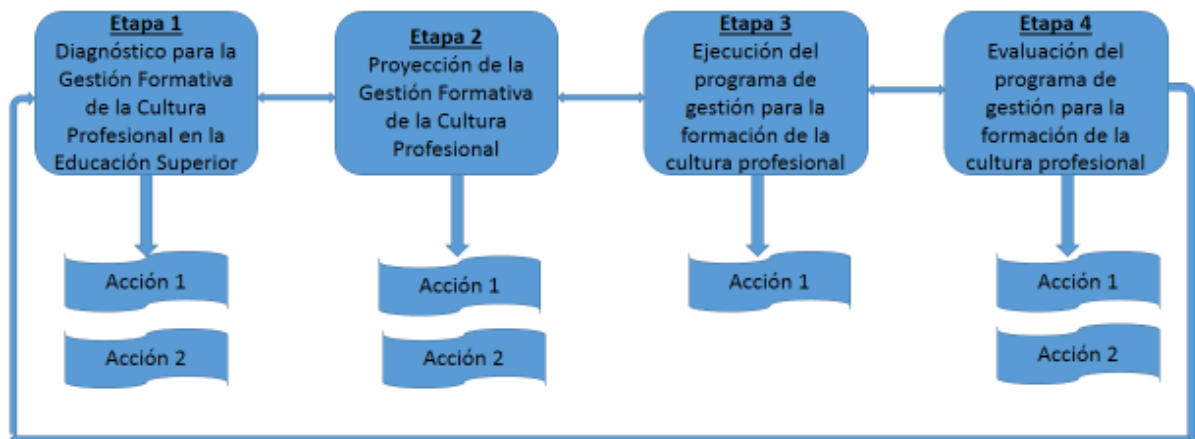 Etapa 1
Diagnóstico para la
Gestión Formativa
de la Cultura
Profesional en la
Educación Superior
Etapa 2
Proyección de la
Gestión Formativa
de la Cultura
Profesional
Etapa 3
Ejecución del
programa de
gestión para la
formación de la
cultura profesional
Etapa 4
Evaluación del
programa de
gestión para la
formación de la
cultura profesional
Acción 1
Acción 2
Acción 1
Acción 2
Acción 1
Acción 1
Acción 2